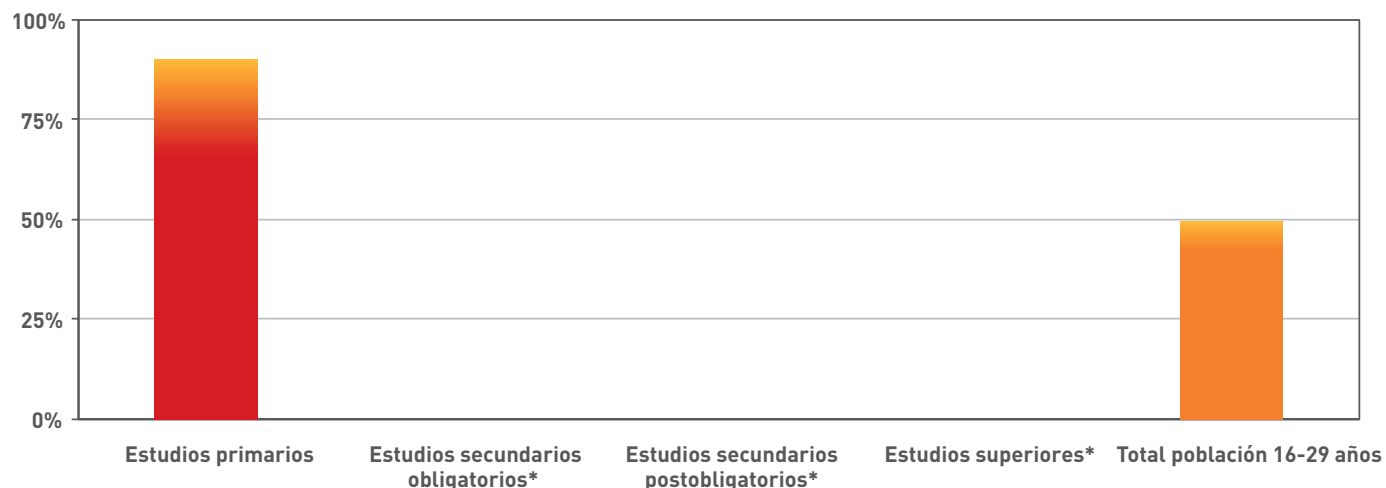 100%
75%
50%
25%
0%
Estudios primarios
Estudios secundarios
obligatorios*
Estudios secundarios
postobligatorios*
Estudios superiores*
Total población 16-29 años